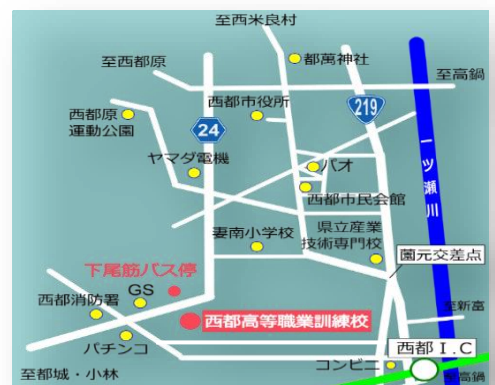 至西米良村
都萬神社
至西都原
至高鍋
西都市役所
219
西都原
運動公園
24
一ツ瀬川
ヤマダ電機
パオ
西都市民会館
妻南小学校
県立産業
技術専門校
園元交差点
下尾筋バス停
GS
西都消防署
西都高等職業訓練校
至新富
パチンコ
西都I.C
コンビニ
至都城・小林
至高鍋